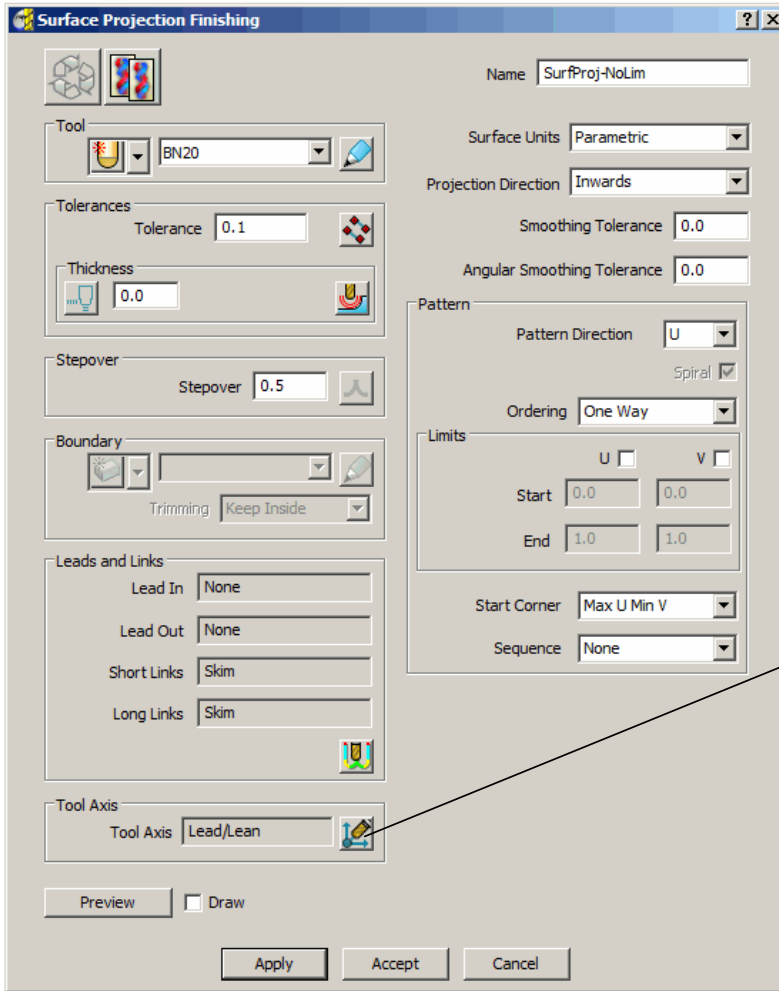 Surface Projection Finishing
Name SurfProj-NoLim
Tool
BN20
Tolerances
Tolerance 0.1
Thickness
0.0
Stepover
Stepover 0.5
Boundary
Trimming Keep Inside
Leads and Links
Lead In None
Lead Out None
Short Links Skim
Long Links Skim
Tool Axis
Tool Axis Lead/Lean
Preview Draw
Surface Units Parametric
Projection Direction Inwards
Smoothing Tolerance 0.0
Angular Smoothing Tolerance 0.0
Pattern
Pattern Direction U
Spiral
Ordering One Way
Limits
U V
Start 0.0 0.0
End 1.0 1.0
Start Corner Max U Min V
Sequence None
Apply Accept Cancel